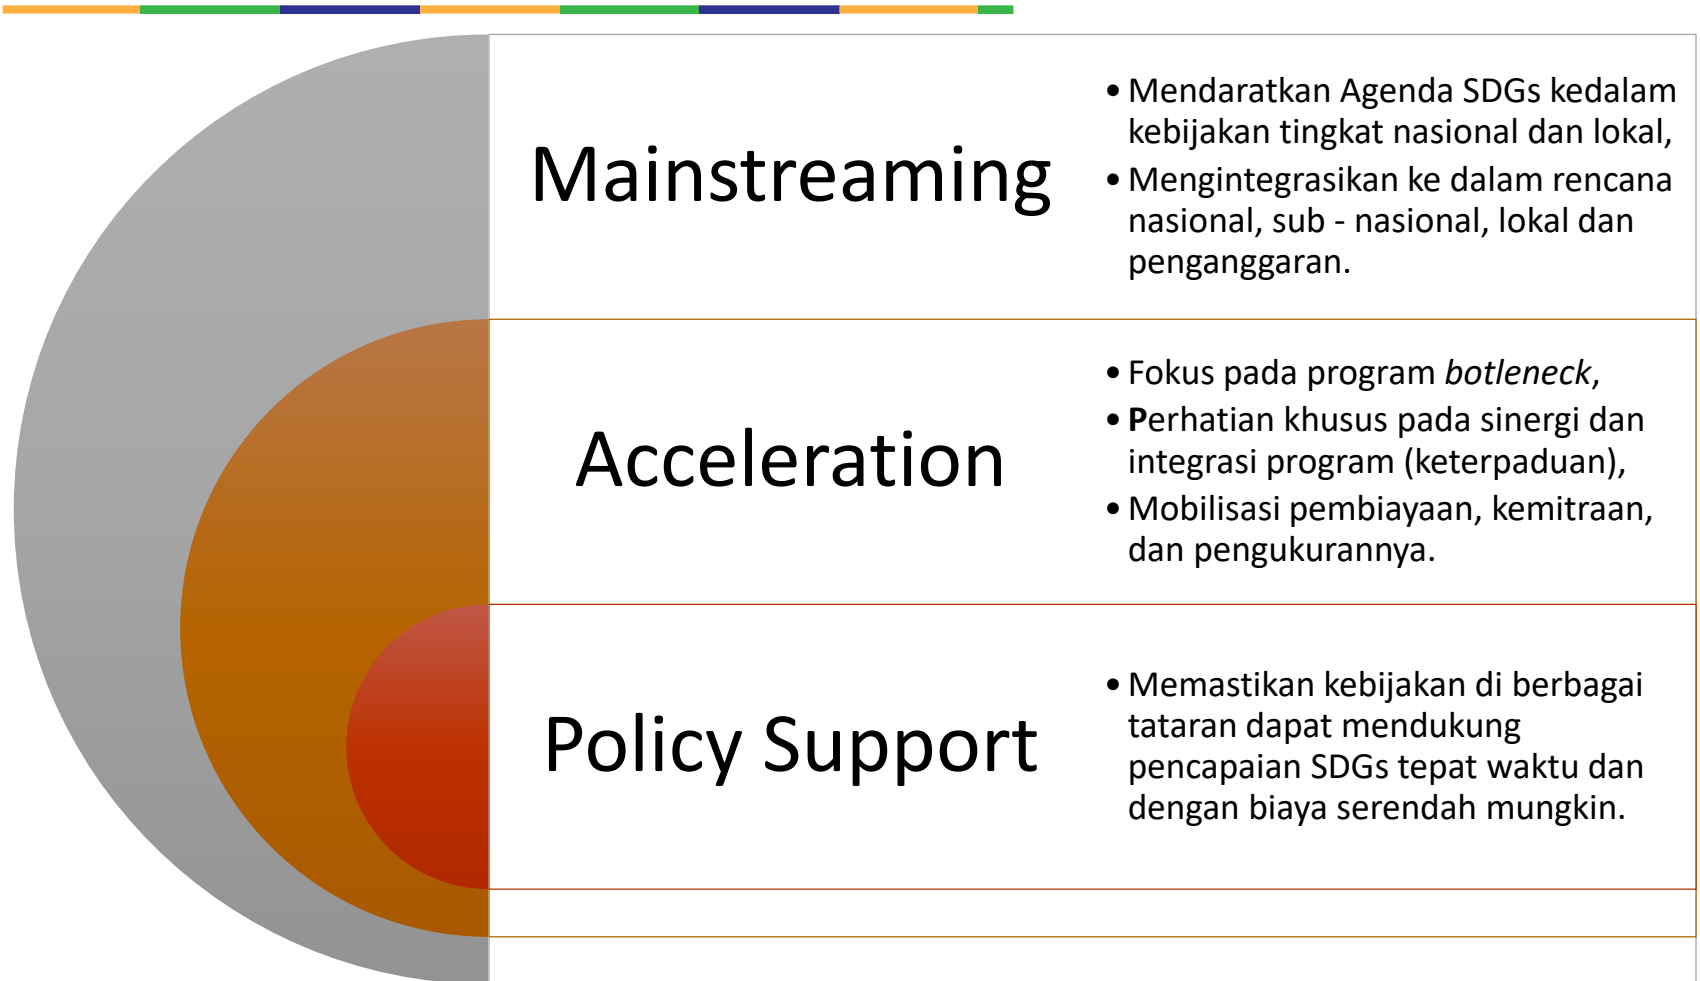 Mainstreaming
• Mendaratkan Agenda SDGs kedalam
kebijakan tingkat nasional dan lokal,
• Mengintegrasikan ke dalam rencana
nasional, sub - nasional, lokal dan
penganggaran.
Acceleration
• Fokus pada program botleneck,
• Perhatian khusus pada sinergi dan
integrasi program (keterpaduan),
• Mobilisasi pembiayaan, kemitraan,
dan pengukurannya.
Policy Support
• Memastikan kebijakan di berbagai
tataran dapat mendukung
pencapaian SDGs tepat waktu dan
dengan biaya serendah mungkin.